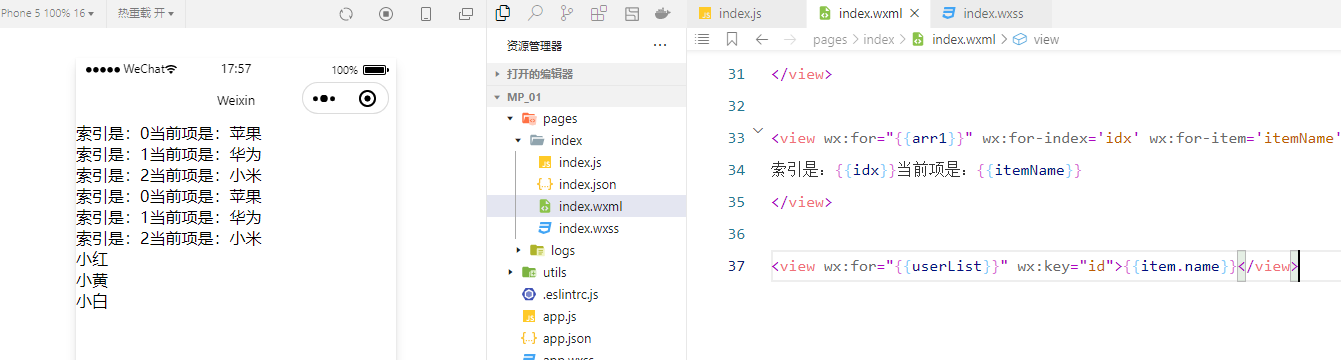 Phone 5 100% 16 热重载 开
WeChat 17:57 100%
Weixin
索引是：0当前项是：苹果
索引是：1当前项是：华为
索引是：2当前项是：小米
索引是：0当前项是：苹果
索引是：1当前项是：华为
索引是：2当前项是：小米
小红
小黄
小白
资源管理器 ···
打开的编辑器
MP_01
pages
index
index.js
index.json
index.wxml
index.wxss
logs
utils
.eslintrc.js
app.js
app.json
app.wxss
index.js index.wxml index.wxss
pages > index > index.wxml > view
31 </view>
32
33 <view wx:for="{{arr1}}" wx:for-index='idx' wx:for-item='itemName'
34 索引是：{{idx}}当前项是：{{itemName}}
35 </view>
36
37 <view wx:for="{{userList}}" wx:key="id">{{item.name}}</view>